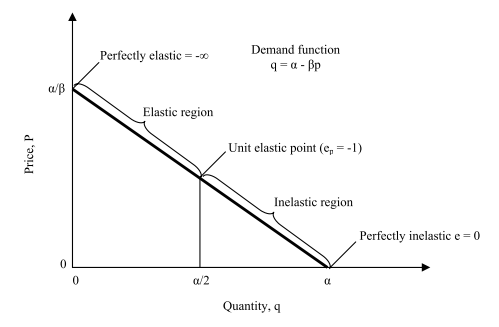 Perfectly elastic = -∞
Demand function
q = α - βp
α/β
Elastic region
Price, P
Unit elastic point (eₚ = -1)
Inelastic region
Perfectly inelastic e = 0
0
0
α/2
α
Quantity, q